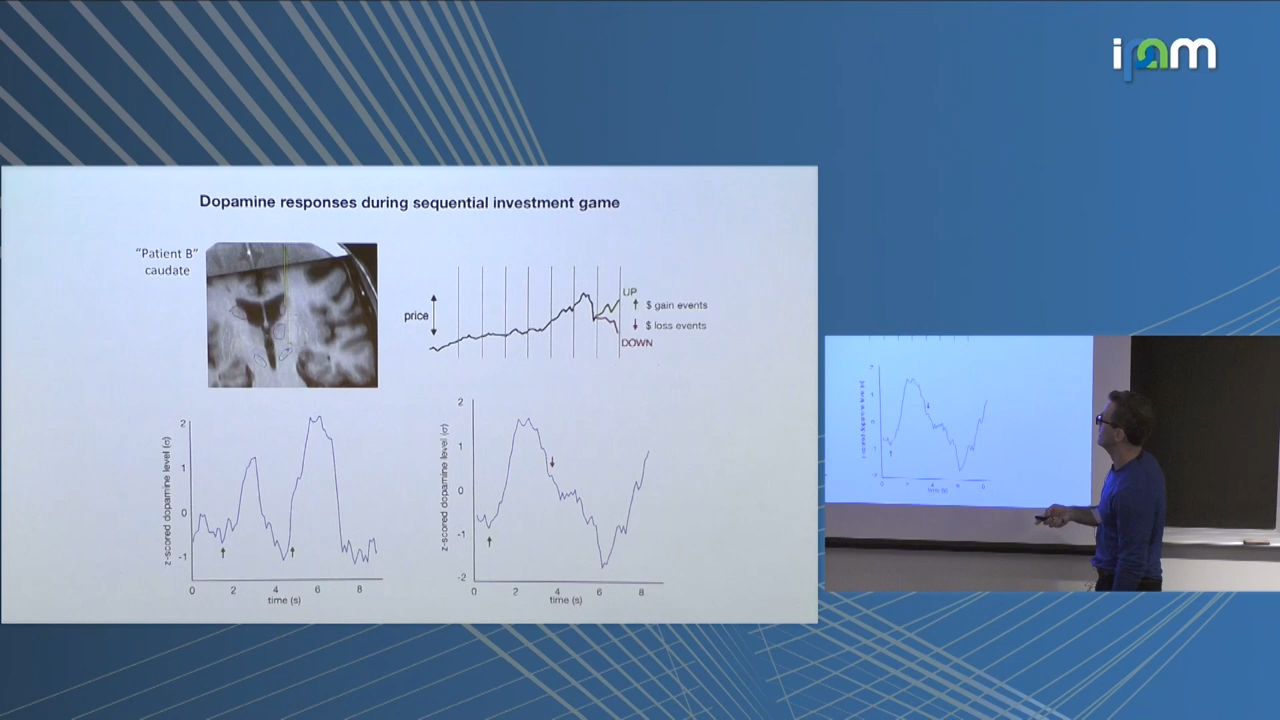 ipam
Dopamine responses during sequential investment game
"Patient B"
caudate
price
UP
↑ $ gain events
↓ $ loss events
DOWN
z-scored dopamine level (σ)
2
1
0
-1
0 2 4 6 8
time (s)
z-scored dopamine level (σ)
2
1
0
-1
-2
0 2 4 6 8
time (s)